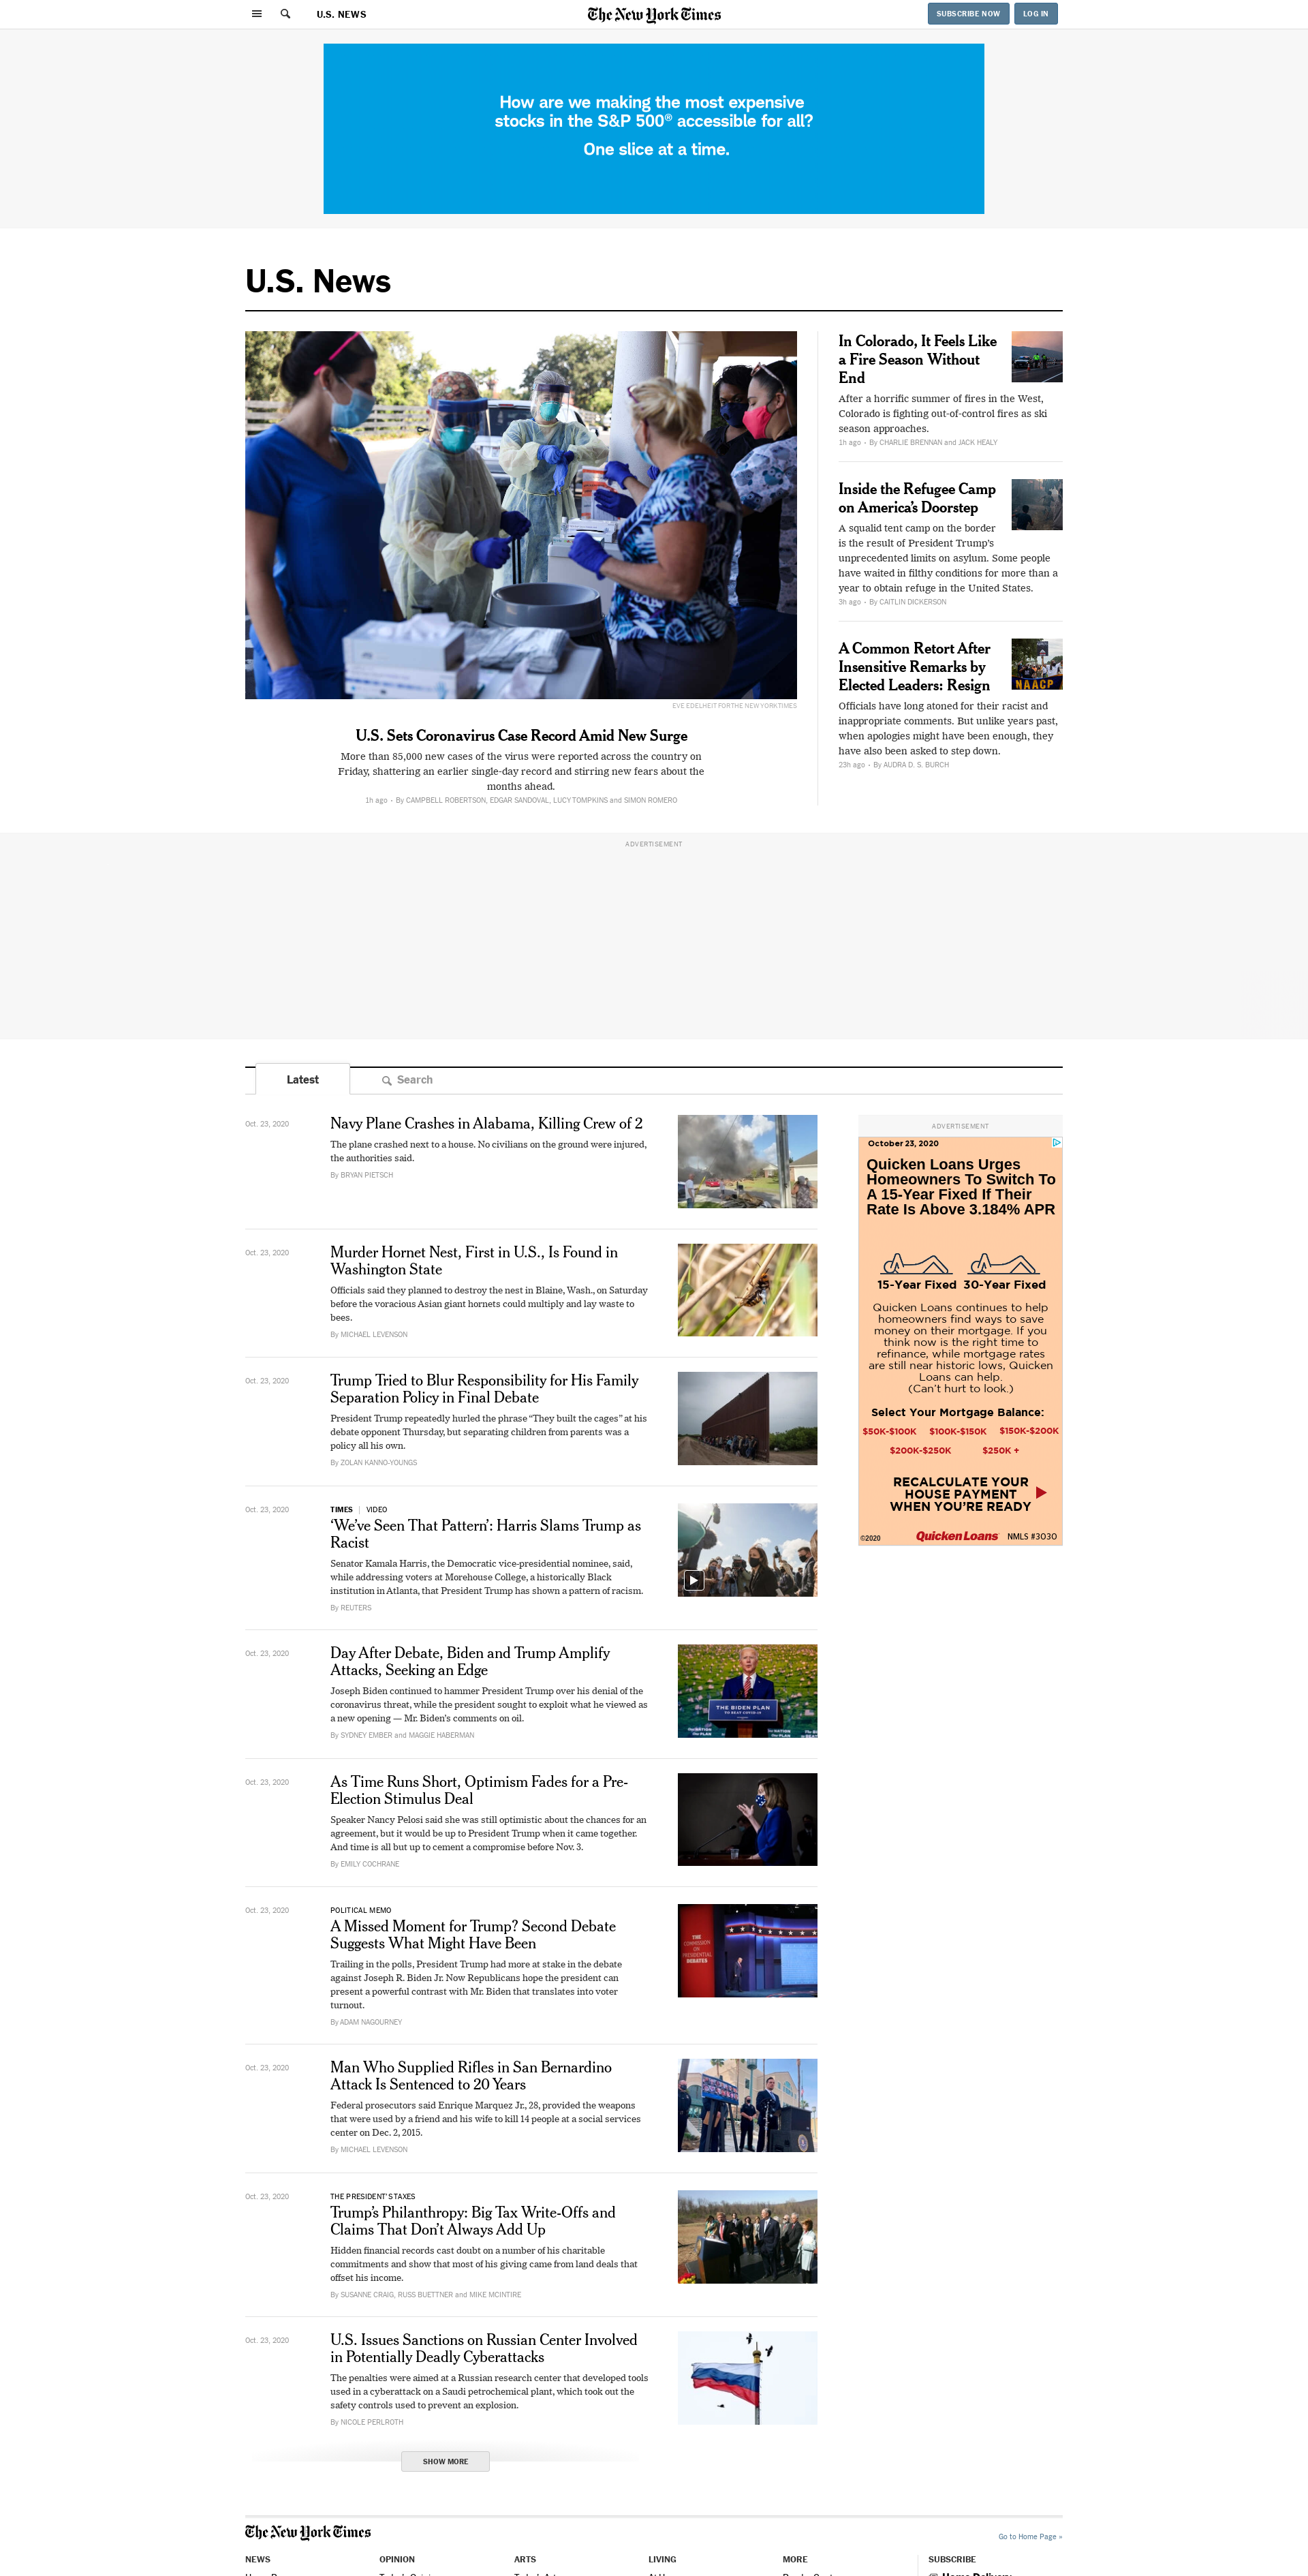 U.S. NEWS
The New York Times
SUBSCRIBE NOW
LOG IN
How are we making the most expensive
stocks in the S&P 500® accessible for all?
One slice at a time.
U.S. News
EVE EDELHEIT FOR THE NEW YORK TIMES
U.S. Sets Coronavirus Case Record Amid New Surge
More than 85,000 new cases of the virus were reported across the country on
Friday, shattering an earlier single-day record and stirring new fears about the
months ahead.
1h ago • By CAMPBELL ROBERTSON, EDGAR SANDOVAL, LUCY TOMPKINS and SIMON ROMERO
In Colorado, It Feels Like
a Fire Season Without
End
After a horrific summer of fires in the West,
Colorado is fighting out-of-control fires as ski
season approaches.
1h ago • By CHARLIE BRENNAN and JACK HEALY
Inside the Refugee Camp
on America's Doorstep
A squalid tent camp on the border
is the result of President Trump's
unprecedented limits on asylum. Some people
have waited in filthy conditions for more than a
year to obtain refuge in the United States.
3h ago • By CAITLIN DICKERSON
A Common Retort After
Insensitive Remarks by
Elected Leaders: Resign
NAACP
Officials have long atoned for their racist and
inappropriate comments. But unlike years past,
when apologies might have been enough, they
have also been asked to step down.
23h ago • By AUDRA D. S. BURCH
ADVERTISEMENT
Latest
Search
Oct. 23, 2020
Navy Plane Crashes in Alabama, Killing Crew of 2
The plane crashed next to a house. No civilians on the ground were injured,
the authorities said.
By BRYAN PIETSCH
Oct. 23, 2020
Murder Hornet Nest, First in U.S., Is Found in
Washington State
Officials said they planned to destroy the nest in Blaine, Wash., on Saturday
before the voracious Asian giant hornets could multiply and lay waste to
bees.
By MICHAEL LEVENSON
Oct. 23, 2020
Trump Tried to Blur Responsibility for His Family
Separation Policy in Final Debate
President Trump repeatedly hurled the phrase “They built the cages” at his
debate opponent Thursday, but separating children from parents was a
policy all his own.
By ZOLAN KANNO-YOUNGS
Oct. 23, 2020
TIMES | VIDEO
‘We’ve Seen That Pattern’: Harris Slams Trump as
Racist
Senator Kamala Harris, the Democratic vice-presidential nominee, said,
while addressing voters at Morehouse College, a historically Black
institution in Atlanta, that President Trump has shown a pattern of racism.
By REUTERS
Oct. 23, 2020
Day After Debate, Biden and Trump Amplify
Attacks, Seeking an Edge
Joseph Biden continued to hammer President Trump over his denial of the
coronavirus threat, while the president sought to exploit what he viewed as
a new opening — Mr. Biden's comments on oil.
By SYDNEY EMBER and MAGGIE HABERMAN
THE BIDEN PLAN
TO BEAT COVID-19
Oct. 23, 2020
As Time Runs Short, Optimism Fades for a Pre-
Election Stimulus Deal
Speaker Nancy Pelosi said she was still optimistic about the chances for an
agreement, but it would be up to President Trump when it came together.
And time is all but up to cement a compromise before Nov. 3.
By EMILY COCHRANE
Oct. 23, 2020
POLITICAL MEMO
A Missed Moment for Trump? Second Debate
Suggests What Might Have Been
Trailing in the polls, President Trump had more at stake in the debate
against Joseph R. Biden Jr. Now Republicans hope the president can
present a powerful contrast with Mr. Biden that translates into voter
turnout.
By ADAM NAGOURNEY
THE
COMMISSION ON
PRESIDENTIAL
DEBATES
Oct. 23, 2020
Man Who Supplied Rifles in San Bernardino
Attack Is Sentenced to 20 Years
Federal prosecutors said Enrique Marquez Jr., 28, provided the weapons
that were used by a friend and his wife to kill 14 people at a social services
center on Dec. 2, 2015.
By MICHAEL LEVENSON
Oct. 23, 2020
THE PRESIDENT'S TAXES
Trump's Philanthropy: Big Tax Write-Offs and
Claims That Don't Always Add Up
Hidden financial records cast doubt on a number of his charitable
commitments and show that most of his giving came from land deals that
offset his income.
By SUSANNE CRAIG, RUSS BUETTNER and MIKE MCINTIRE
Oct. 23, 2020
U.S. Issues Sanctions on Russian Center Involved
in Potentially Deadly Cyberattacks
The penalties were aimed at a Russian research center that developed tools
used in a cyberattack on a Saudi petrochemical plant, which took out the
safety controls used to prevent an explosion.
By NICOLE PERLROTH
SHOW MORE
ADVERTISEMENT
October 23, 2020
Quicken Loans Urges
Homeowners To Switch To
A 15-Year Fixed If Their
Rate Is Above 3.184% APR
15-Year Fixed 30-Year Fixed
Quicken Loans continues to help
homeowners find ways to save
money on their mortgage. If you
think now is the right time to
refinance, while mortgage rates
are still near historic lows, Quicken
Loans can help.
(Can't hurt to look.)
Select Your Mortgage Balance:
$50K-$100K $100K-$150K $150K-$200K
$200K-$250K $250K +
RECALCULATE YOUR
HOUSE PAYMENT
WHEN YOU'RE READY
©2020 Quicken Loans NMLS #3030
The New York Times
Go to Home Page »
NEWS
OPINION
ARTS
LIVING
MORE
SUBSCRIBE